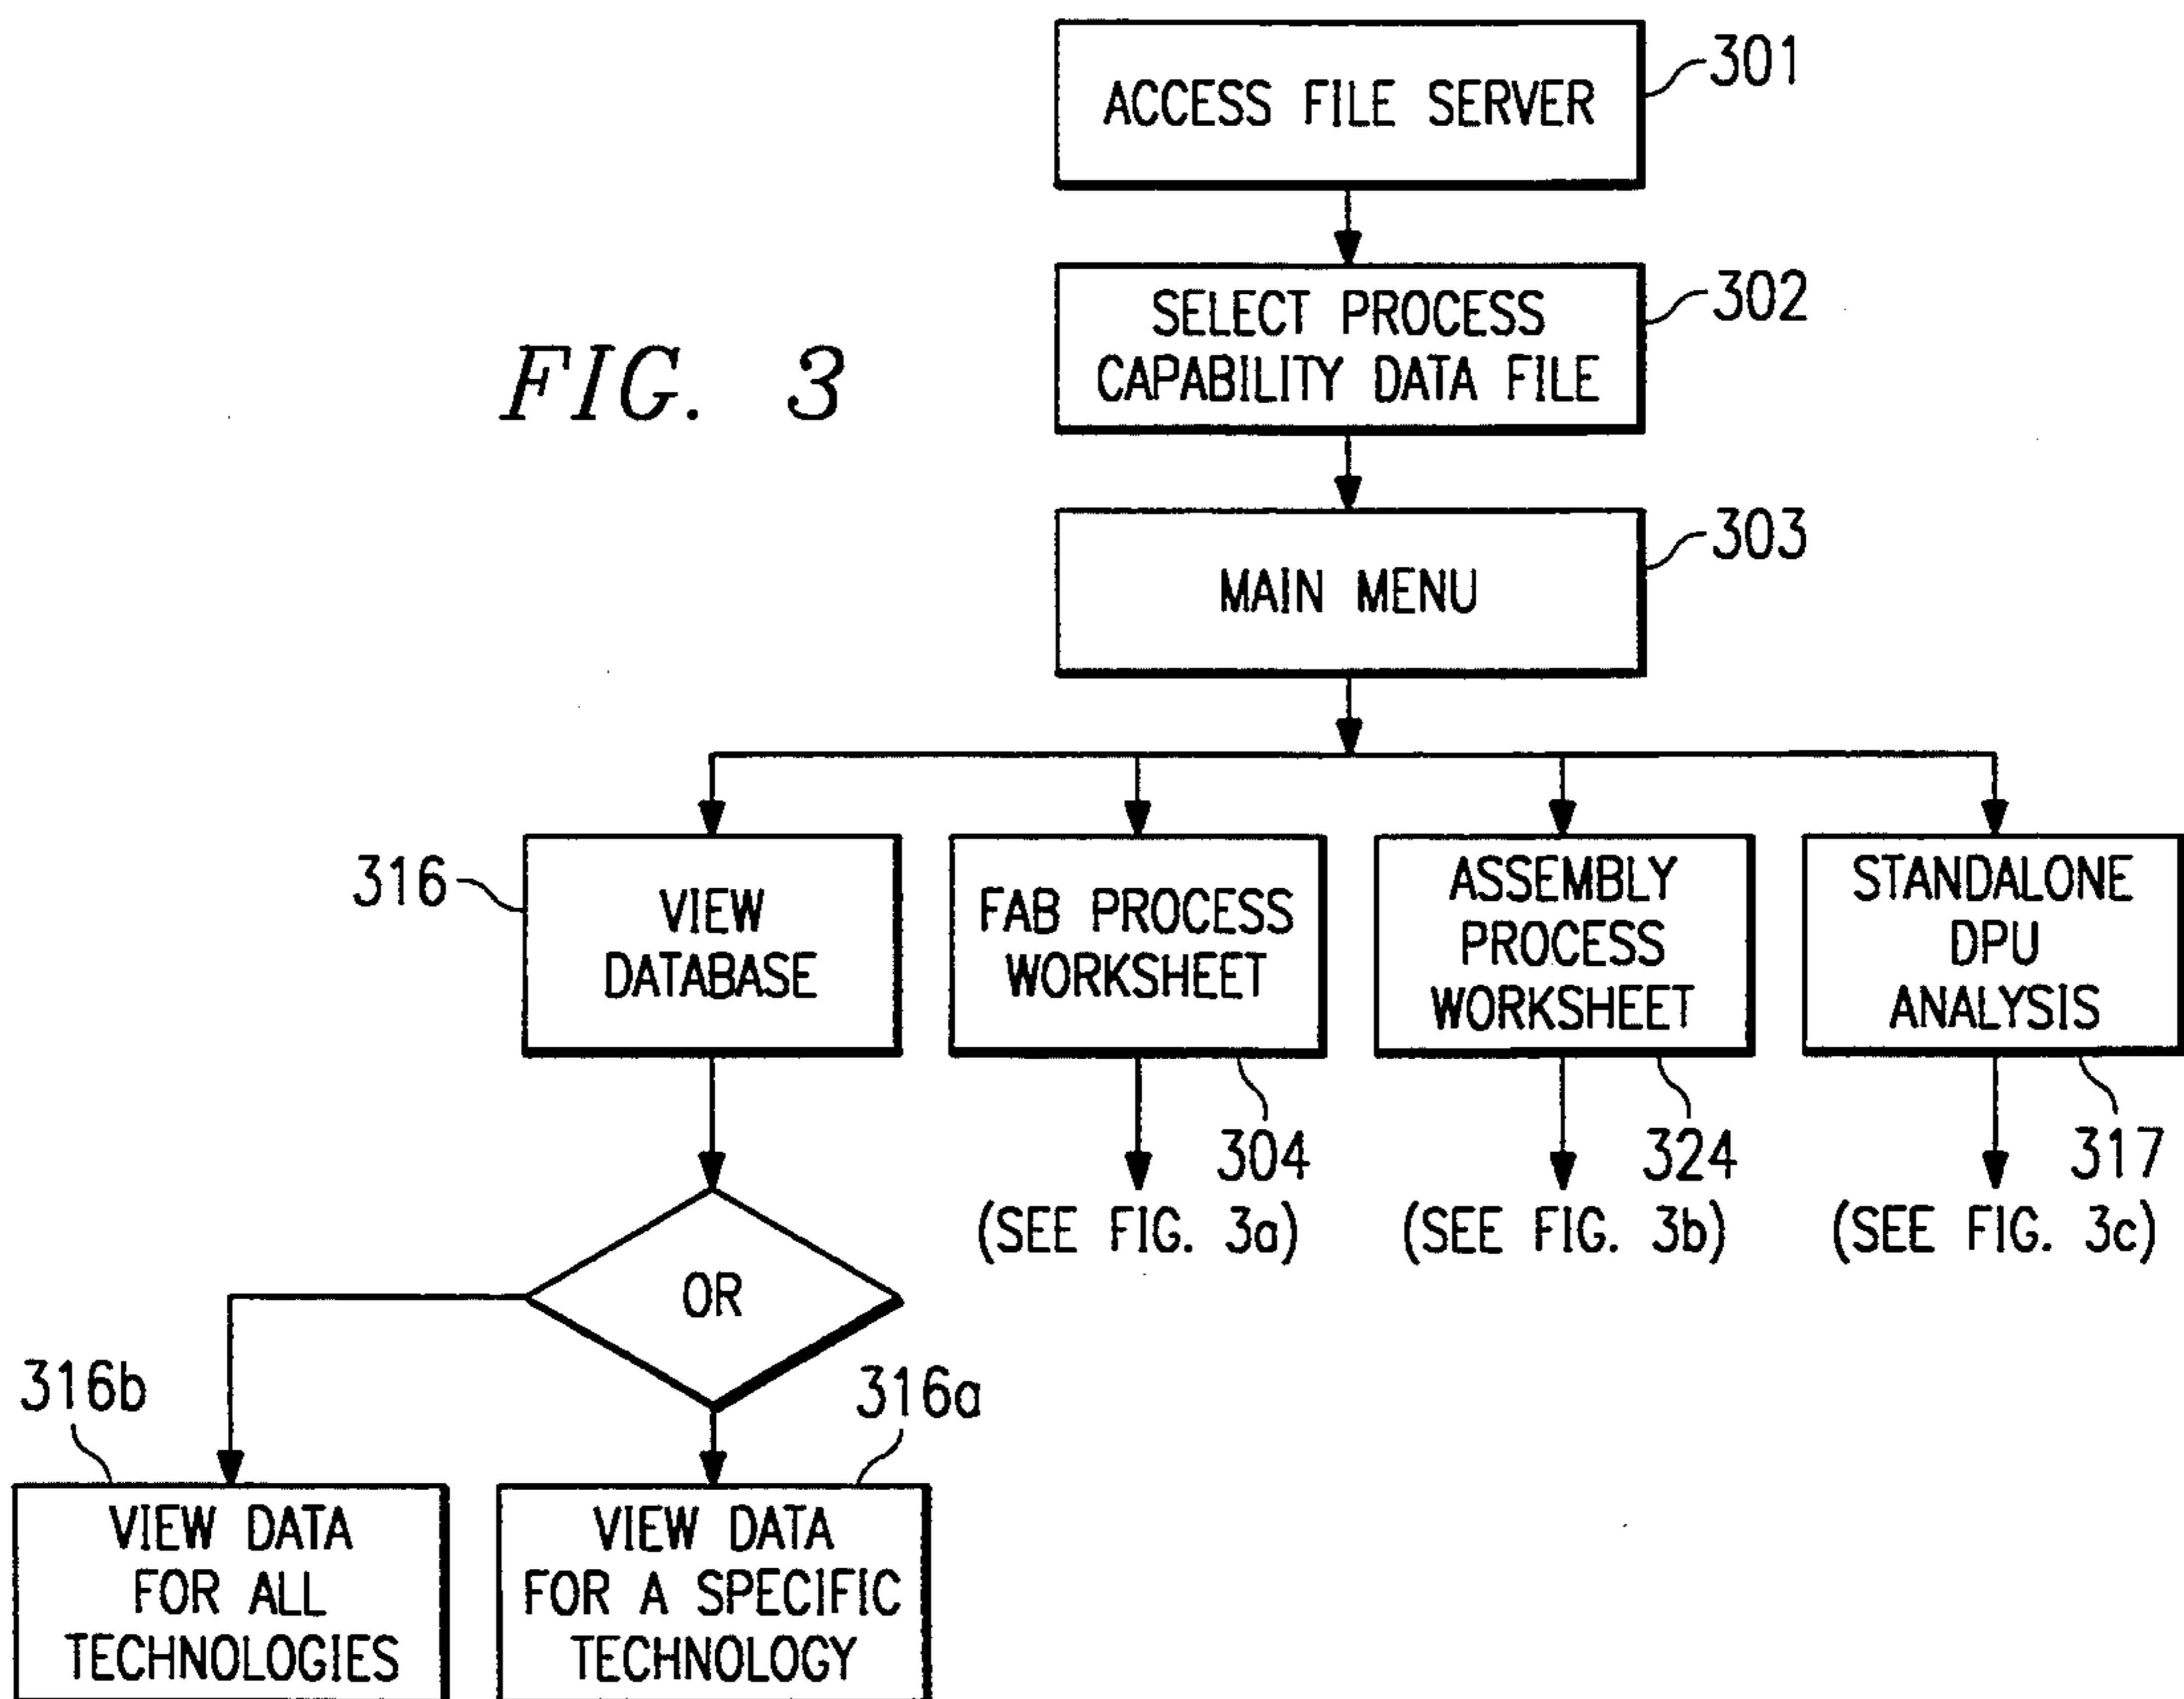 ACCESS FILE SERVER
301
SELECT PROCESS
CAPABILITY DATA FILE
302
FIG. 3
MAIN MENU
303
316
VIEW
DATABASE
FAB PROCESS
WORKSHEET
ASSEMBLY
PROCESS
WORKSHEET
STANDALONE
DPU
ANALYSIS
304
324
317
(SEE FIG. 3a)
(SEE FIG. 3b)
(SEE FIG. 3c)
OR
316b
316a
VIEW DATA
FOR ALL
TECHNOLOGIES
VIEW DATA
FOR A SPECIFIC
TECHNOLOGY